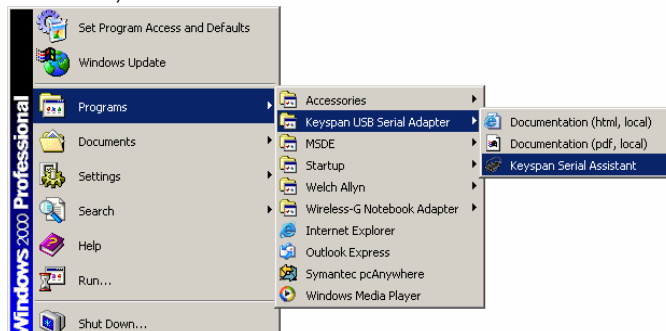 Windows 2000 Professional
Set Program Access and Defaults
Windows Update
Programs
Documents
Settings
Search
Help
Run...
Shut Down...
Accessories
Keyspan USB Serial Adapter
MSDE
Startup
Welch Allyn
Wireless-G Notebook Adapter
Internet Explorer
Outlook Express
Symantec pcAnywhere
Windows Media Player
Documentation (html, local)
Documentation (pdf, local)
Keyspan Serial Assistant